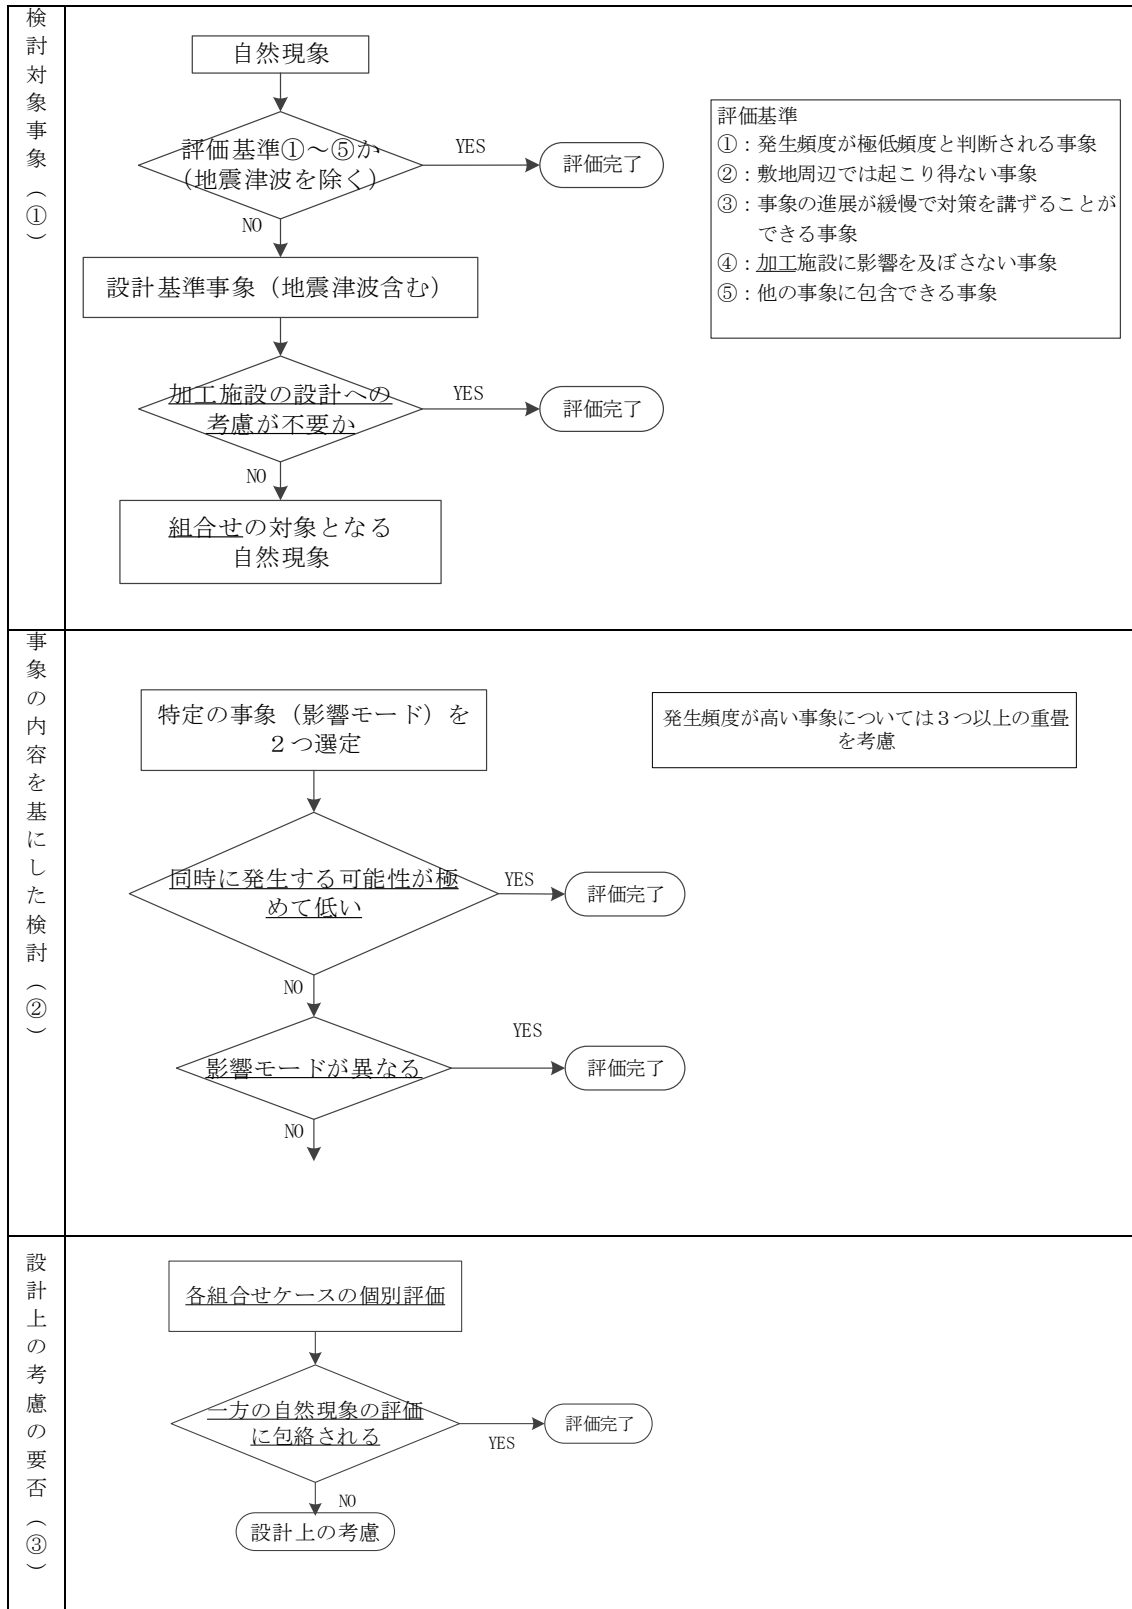 検討対象事象（①）
自然現象
評価基準①～⑤か
（地震津波を除く）
YES
評価完了
NO
設計基準事象（地震津波含む）
加工施設の設計への
考慮が不要か
YES
評価完了
NO
組合せの対象となる
自然現象
評価基準
①：発生頻度が極低頻度と判断される事象
②：敷地周辺では起こり得ない事象
③：事象の進展が緩慢で対策を講ずることが
できる事象
④：加工施設に影響を及ぼさない事象
⑤：他の事象に包含できる事象
事象の内容を基にした検討（②）
特定の事象（影響モード）を
２つ選定
発生頻度が高い事象については３つ以上の重畳
を考慮
同時に発生する可能性が極
めて低い
YES
評価完了
NO
影響モードが異なる
YES
評価完了
NO
設計上の考慮の要否（③）
各組合せケースの個別評価
一方の自然現象の評価
に包絡される
YES
評価完了
NO
設計上の考慮